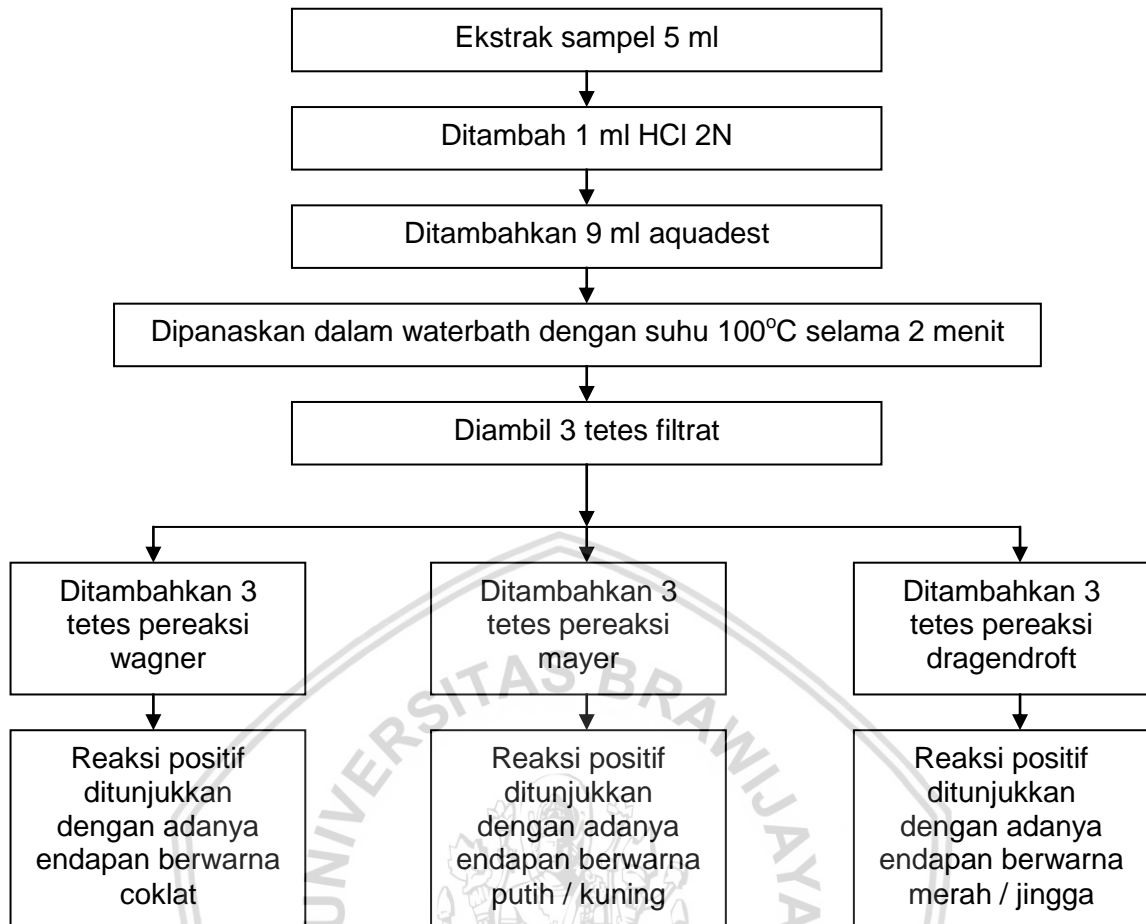 Ekstrak sampel 5 ml
Ditambah 1 ml HCl 2N
Ditambahkan 9 ml aquadest
Dipanaskan dalam waterbath dengan suhu 100°C selama 2 menit
Diambil 3 tetes filtrat
Ditambahkan 3
tetes pereaksi
wagner
Ditambahkan 3
tetes pereaksi
mayer
Ditambahkan 3
tetes pereaksi
dragendroft
Reaksi positif
ditunjukkan
dengan adanya
endapan berwarna
coklat
Reaksi positif
ditunjukkan
dengan adanya
endapan berwarna
putih / kuning
Reaksi positif
ditunjukkan
dengan adanya
endapan berwarna
merah / jingga
UNIVERSITAS BRAWIJAYA